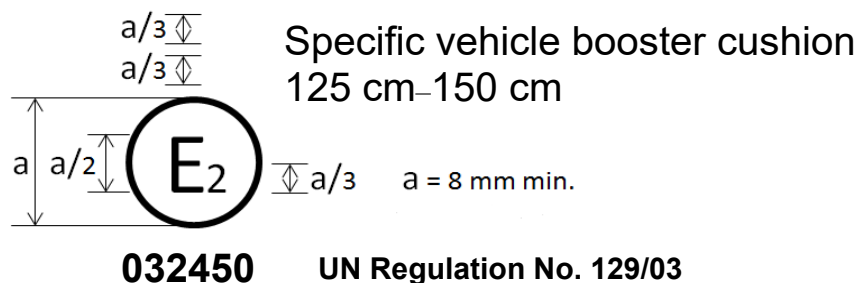 a/3 Specific vehicle booster cushion
a/3 125 cm–150 cm
a a/2 E2 a/3 a = 8 mm min.
032450 UN Regulation No. 129/03